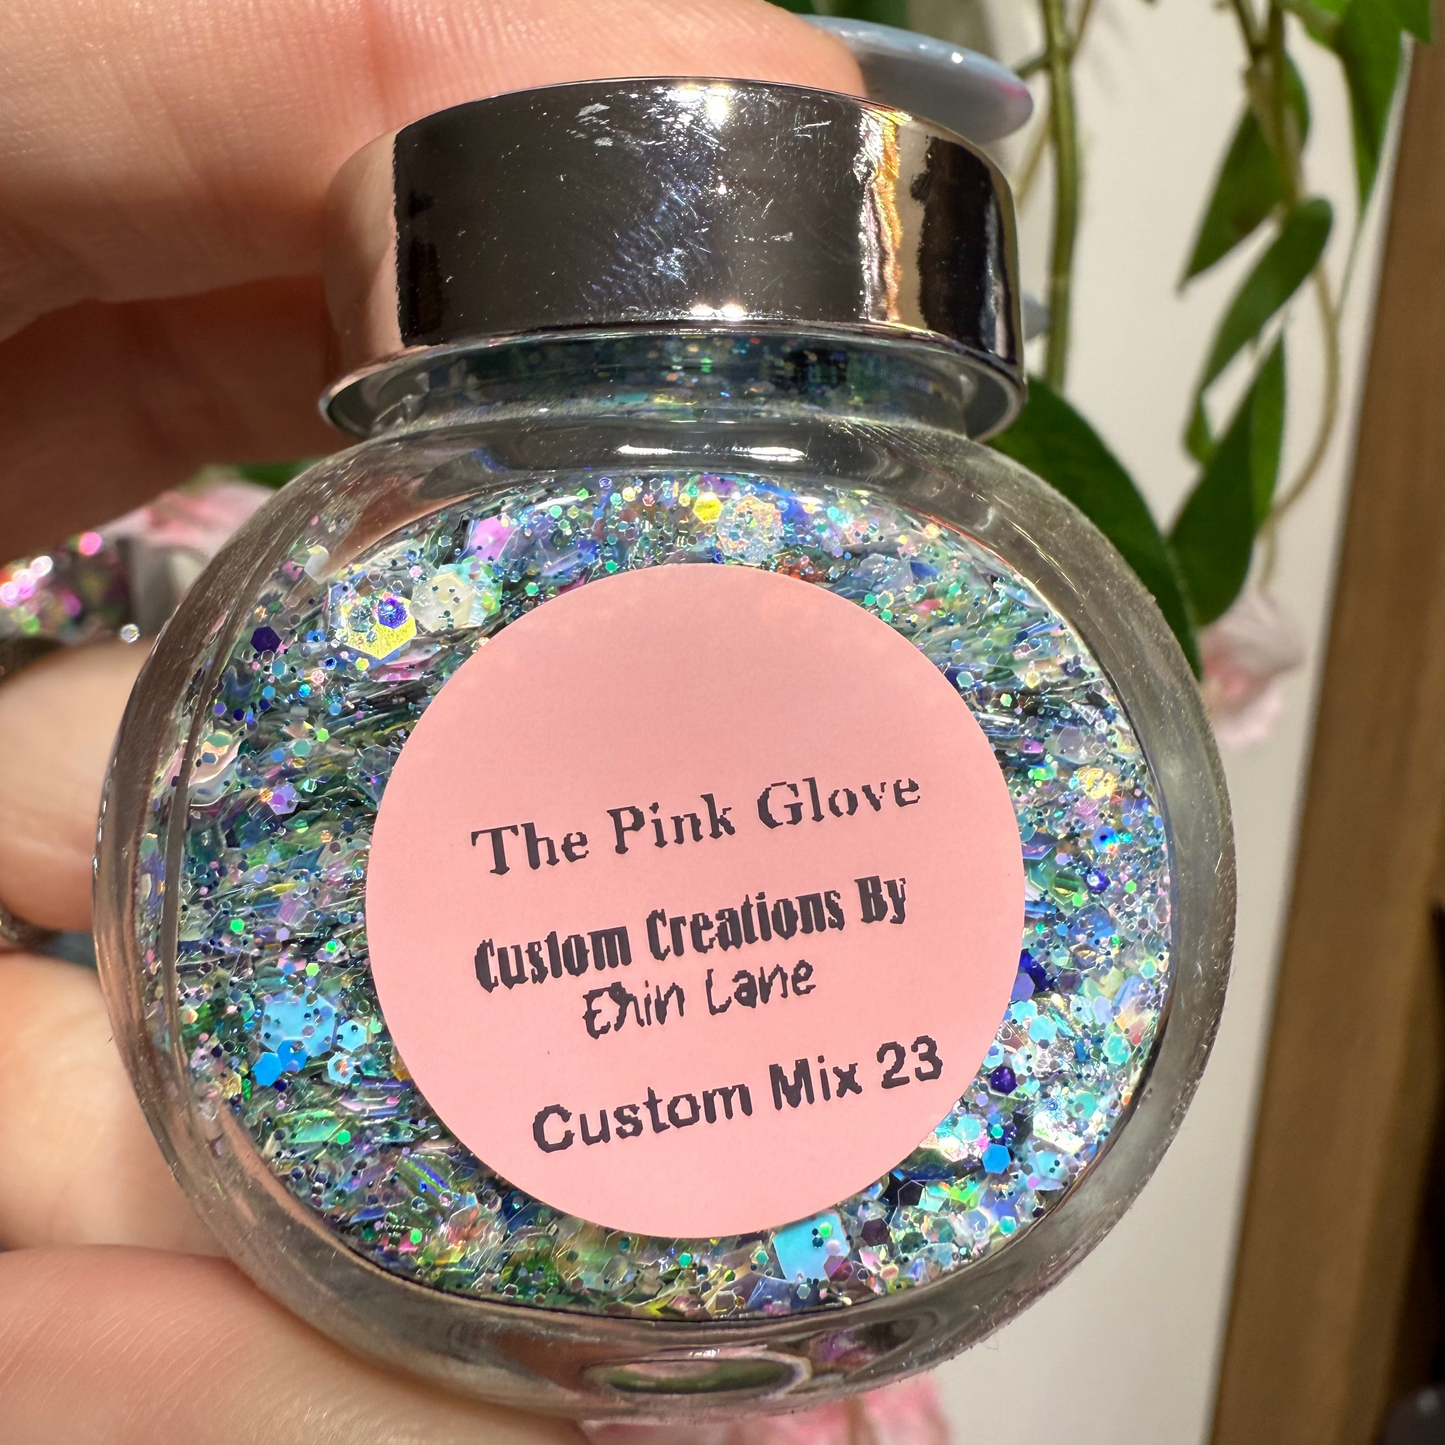 The Pink Glove
Custom Creations By
Erin Lane
Custom Mix 23